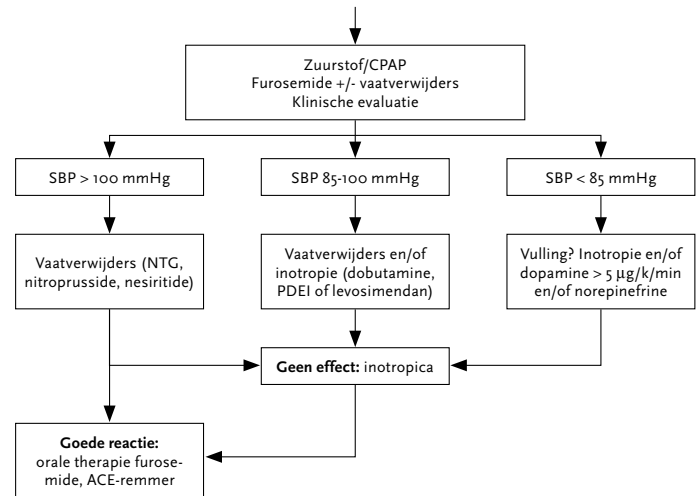 Zuurstof/CPAP
Furosemide +/- vaatverwijders
Klinische evaluatie
SBP > 100 mmHg
SBP 85-100 mmHg
SBP < 85 mmHg
Vaatverwijders (NTG,
nitroprusside, nesiritide)
Vaatverwijders en/of
inotropie (dobutamine,
PDEI of levosimendan)
Vulling? Inotropie en/of
dopamine > 5 µg/k/min
en/of norepinefrine
Geen effect: inotropica
Goede reactie:
orale therapie furose-
mide, ACE-remmer